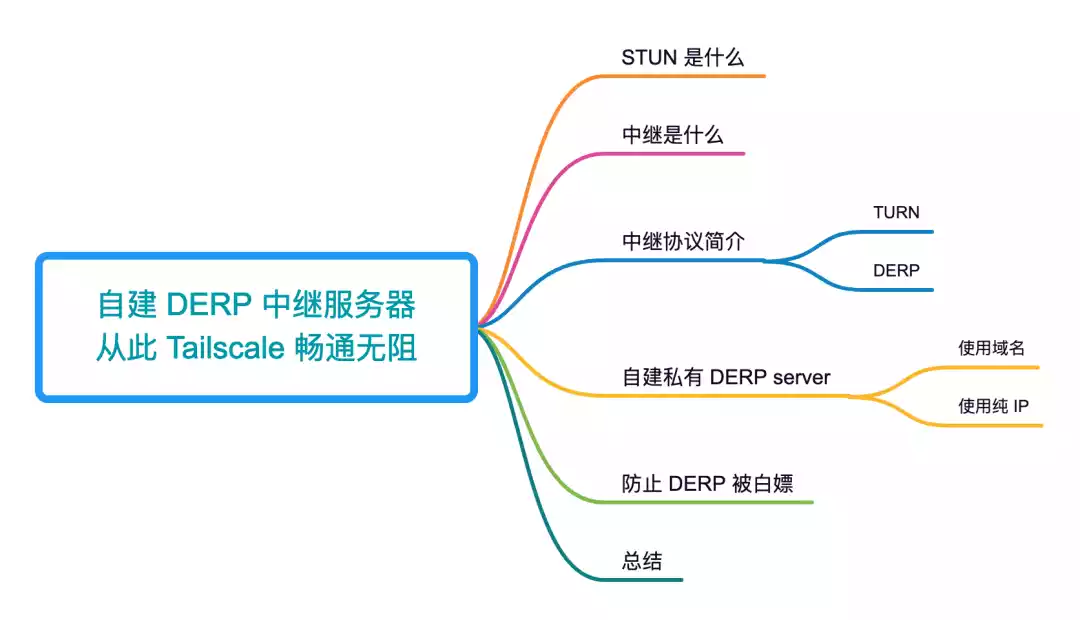 自建 DERP 中继服务器
从此 Tailscale 畅通无阻
STUN 是什么
中继是什么
中继协议简介
TURN
DERP
自建私有 DERP server
使用域名
使用纯 IP
防止 DERP 被白嫖
总结